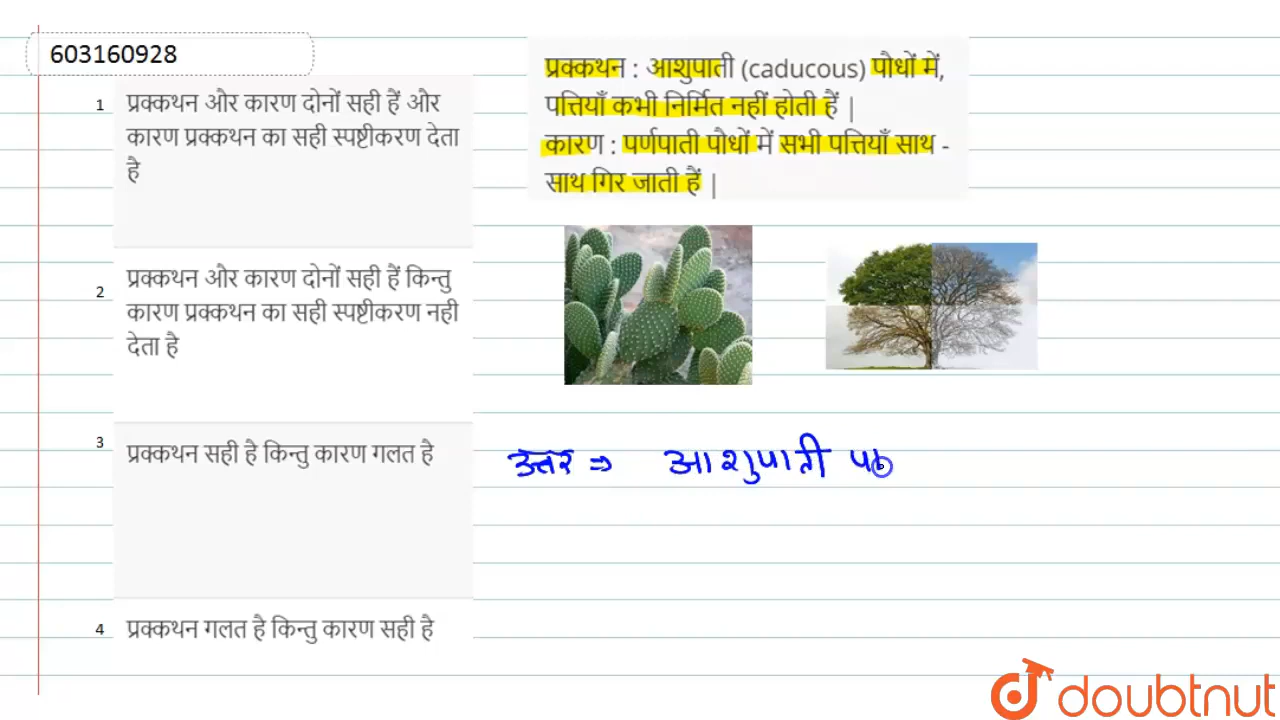 603160928
1 प्रक्कथन और कारण दोनों सही हैं और
कारण प्रक्कथन का सही स्पष्टीकरण देता
है
2 प्रक्कथन और कारण दोनों सही हैं किन्तु
कारण प्रक्कथन का सही स्पष्टीकरण नही
देता है
3 प्रक्कथन सही है किन्तु कारण गलत है
4 प्रक्कथन गलत है किन्तु कारण सही है
प्रक्कथन : आशुपाती (caducous) पौधों में,
पत्तियाँ कभी निर्मित नहीं होती हैं |
कारण : पर्णपाती पौधों में सभी पत्तियाँ साथ -
साथ गिर जाती हैं |
उत्तर ⇒ आशुपाती
doubtnut